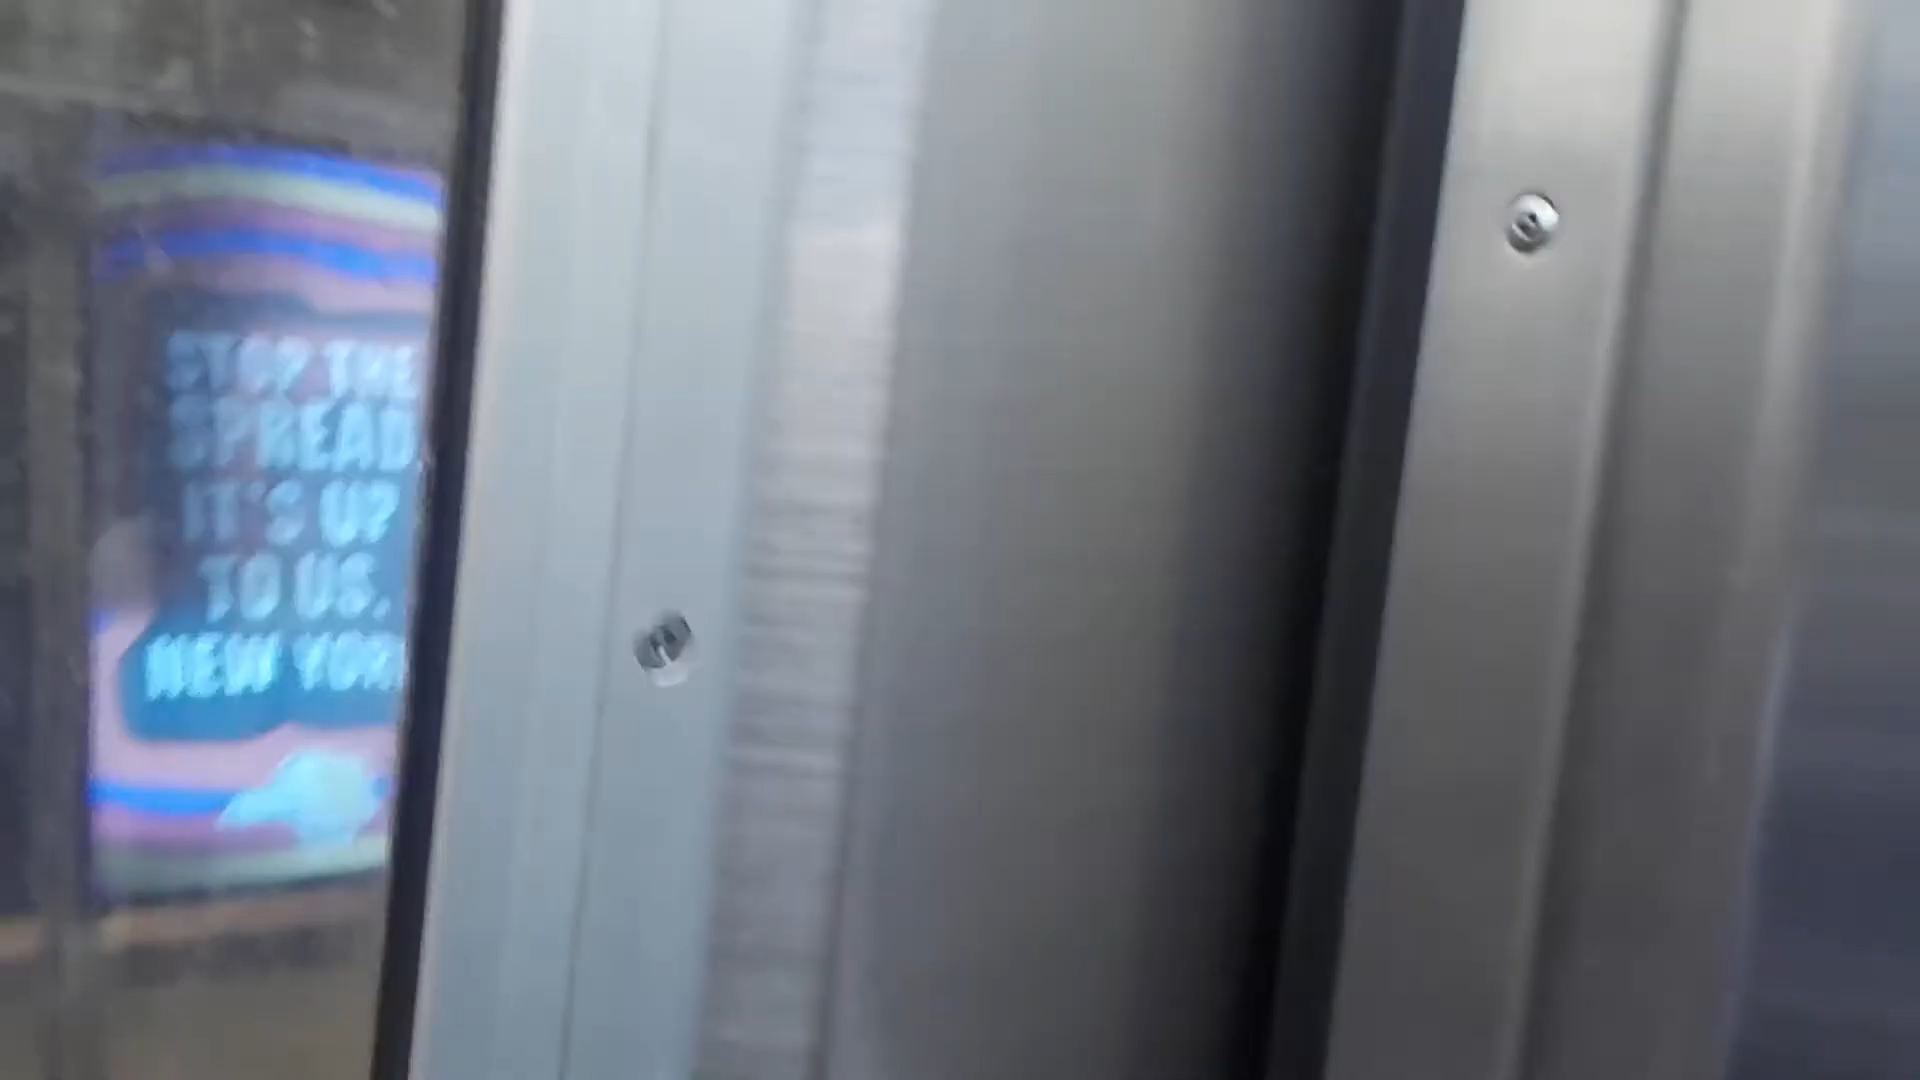 STOP THE
SPREAD.
IT'S UP
TO US,
NEW YORK